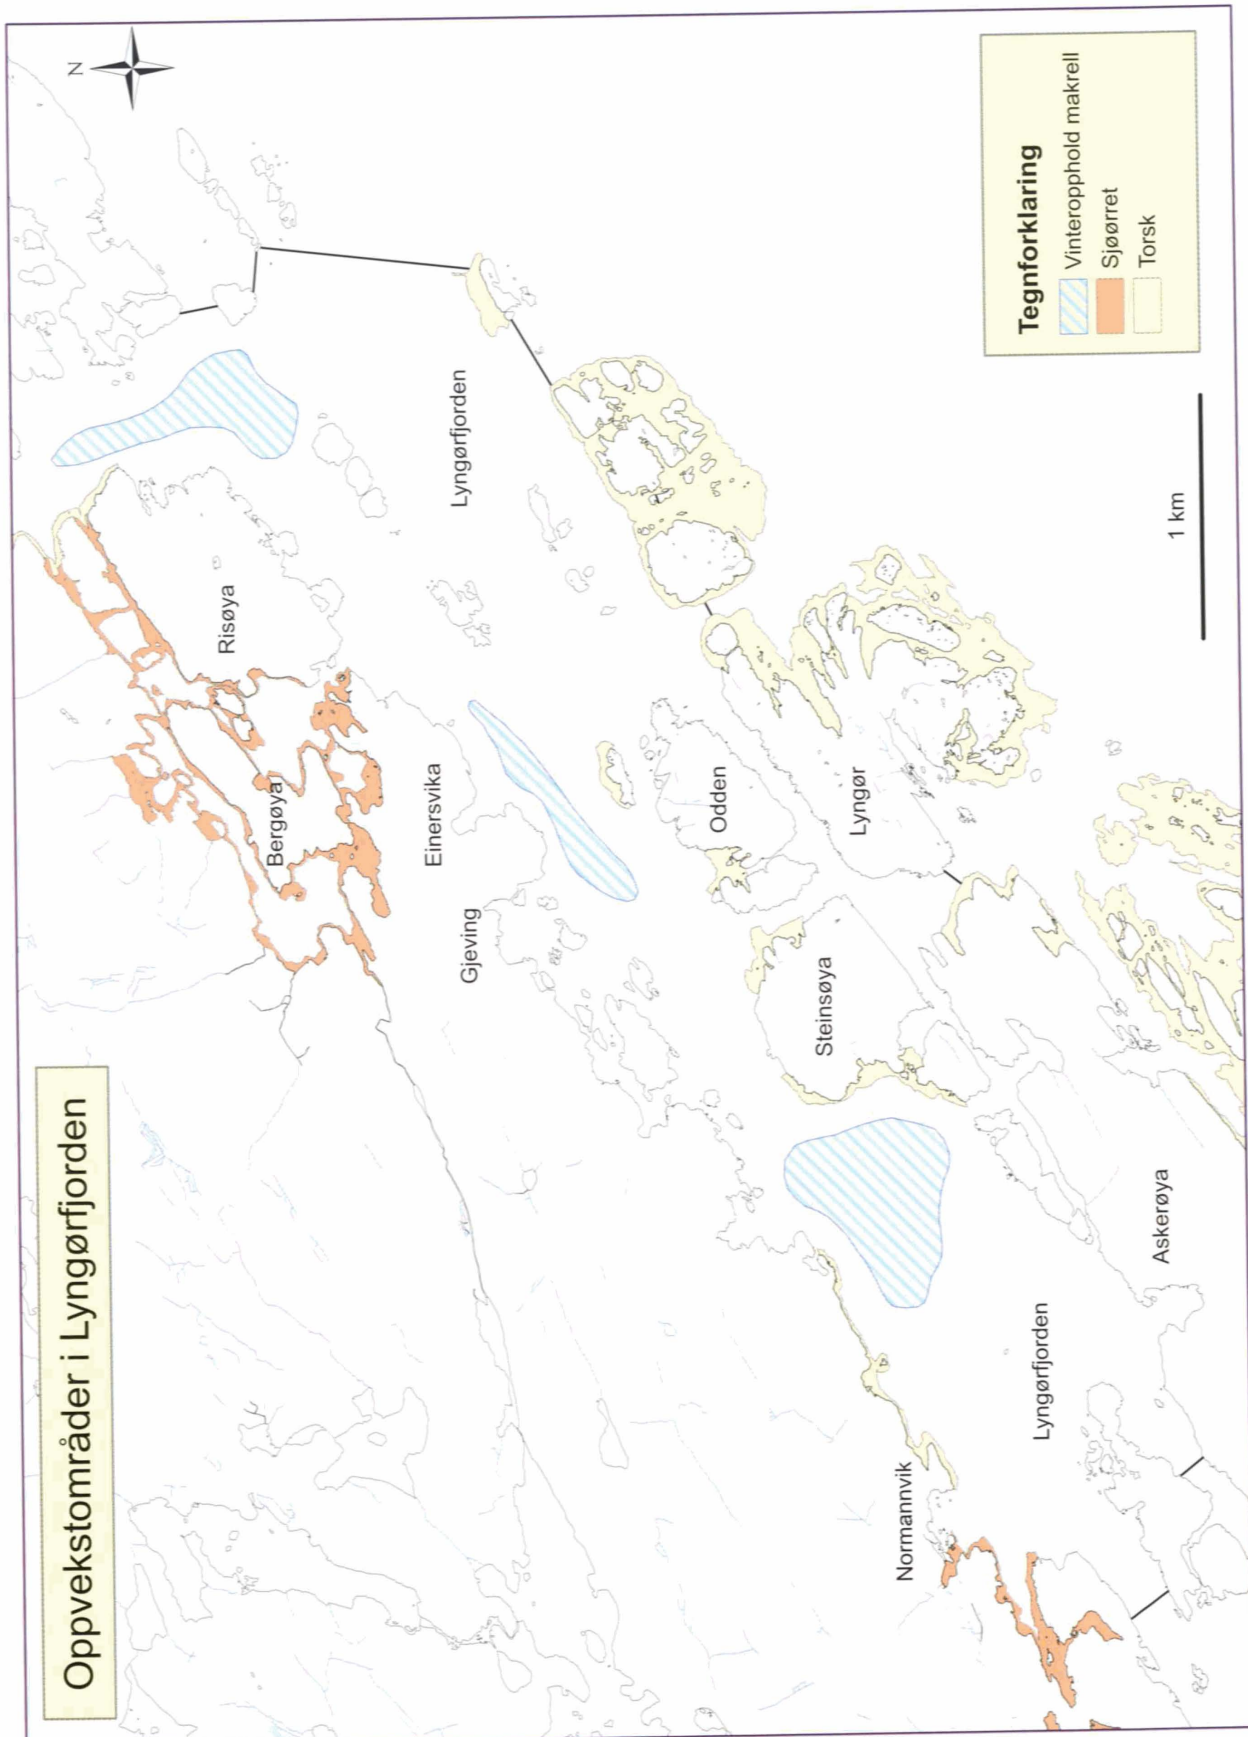 Oppvekstområder i Lyngørfjorden
N
Risøya
Bergøya
Lyngørfjorden
Einersvika
Gjeving
Odden
Lyngør
Steinsøya
Normannvik
Lyngørfjorden
Askerøya
1 km
Tegnforklaring
Vinteropphold makrell
Sjøørret
Torsk